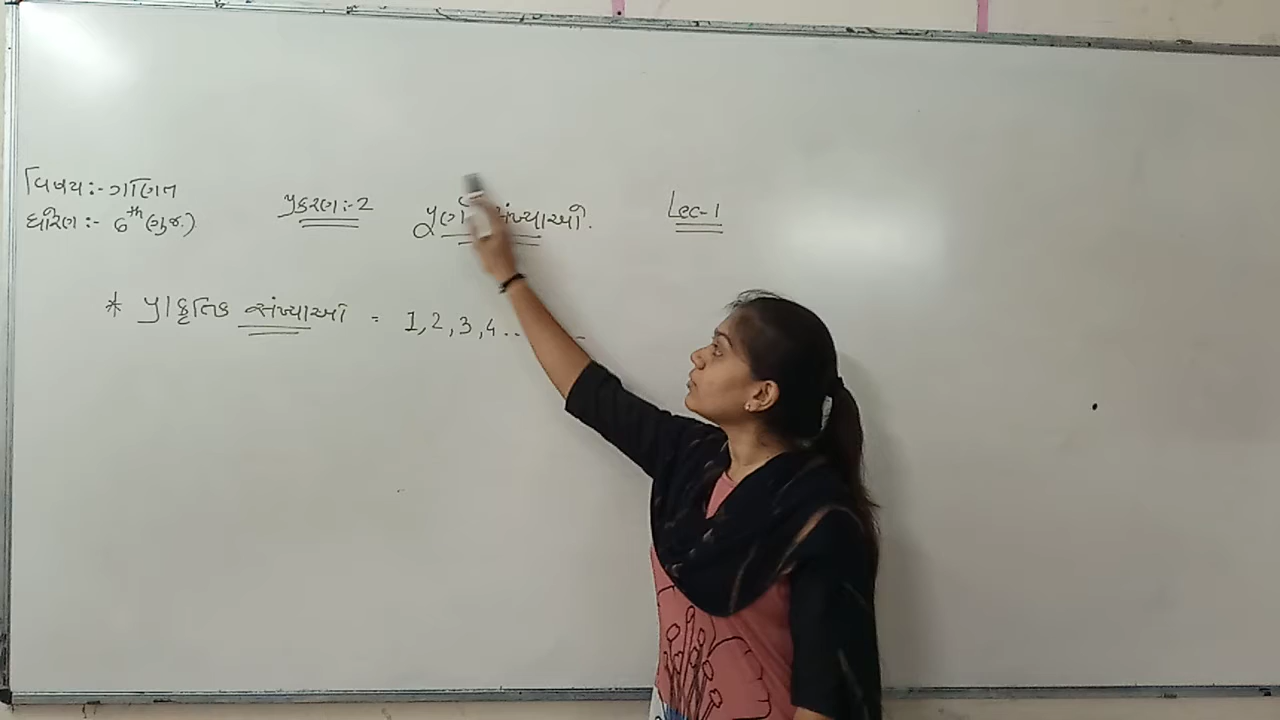 વિષય:- ગણિત
ધોરણ:- 6th (ગુજ.)
પ્રકરણ:-2
પૂર્ણ સંખ્યાઓ.
Lec-1
* પ્રાકૃતિક સંખ્યાઓ = 1,2,3,4.....